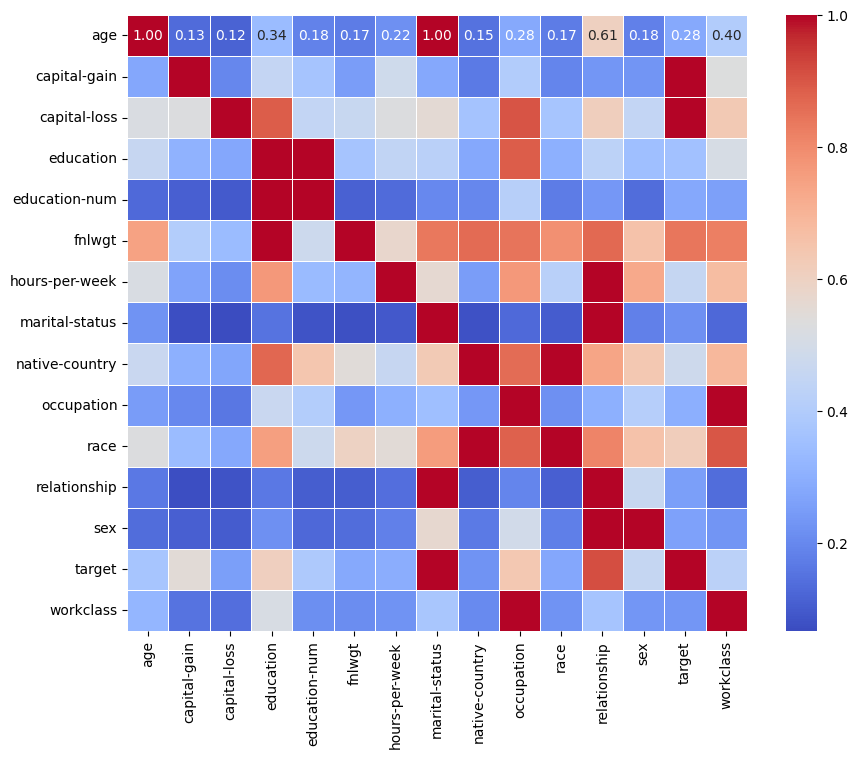 age 1.00 0.13 0.12 0.34 0.18 0.17 0.22 1.00 0.15 0.28 0.17 0.61 0.18 0.28 0.40
capital-gain
capital-loss
education
education-num
fnlwgt
hours-per-week
marital-status
native-country
occupation
race
relationship
sex
target
workclass
age
capital-gain
capital-loss
education
education-num
fnlwgt
hours-per-week
marital-status
native-country
occupation
race
relationship
sex
target
workclass
1.0
0.8
0.6
0.4
0.2